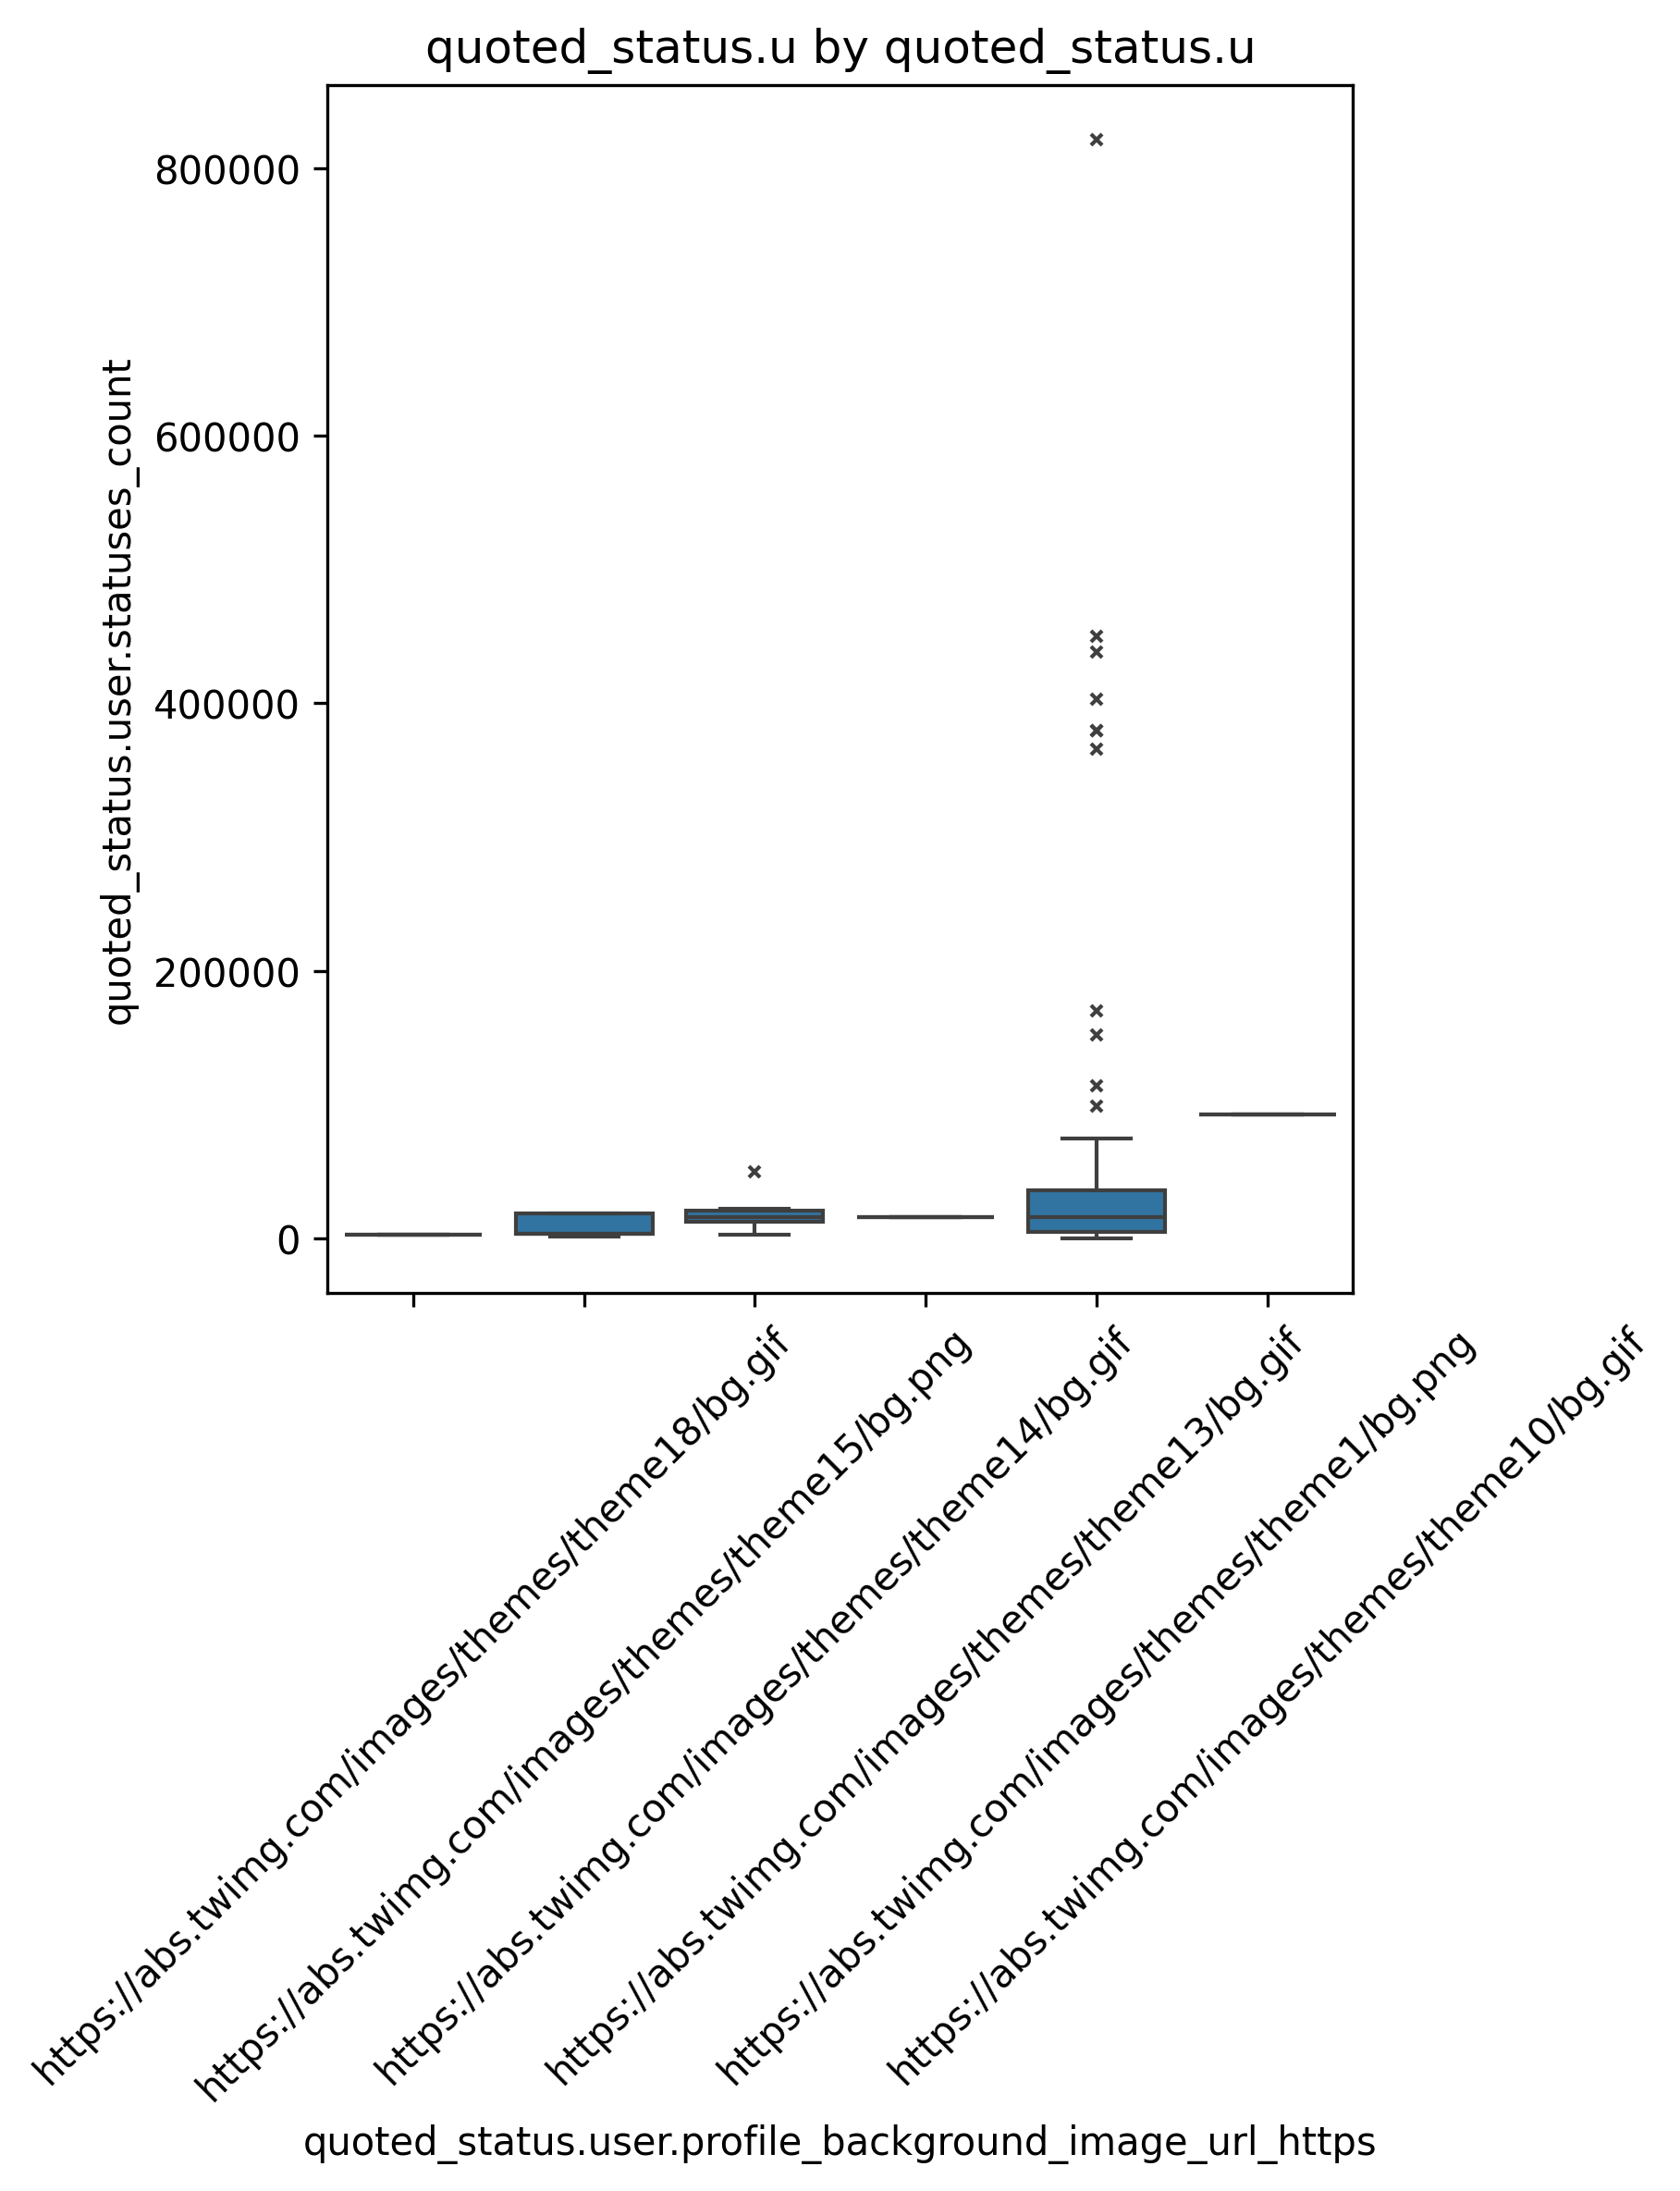 quoted_status.u by quoted_status.u
quoted_status.user.statuses_count
800000
600000
400000
200000
0
https://abs.twimg.com/images/themes/theme18/bg.gif
https://abs.twimg.com/images/themes/theme15/bg.png
https://abs.twimg.com/images/themes/theme14/bg.gif
https://abs.twimg.com/images/themes/theme13/bg.gif
https://abs.twimg.com/images/themes/theme1/bg.png
https://abs.twimg.com/images/themes/theme10/bg.gif
quoted_status.user.profile_background_image_url_https